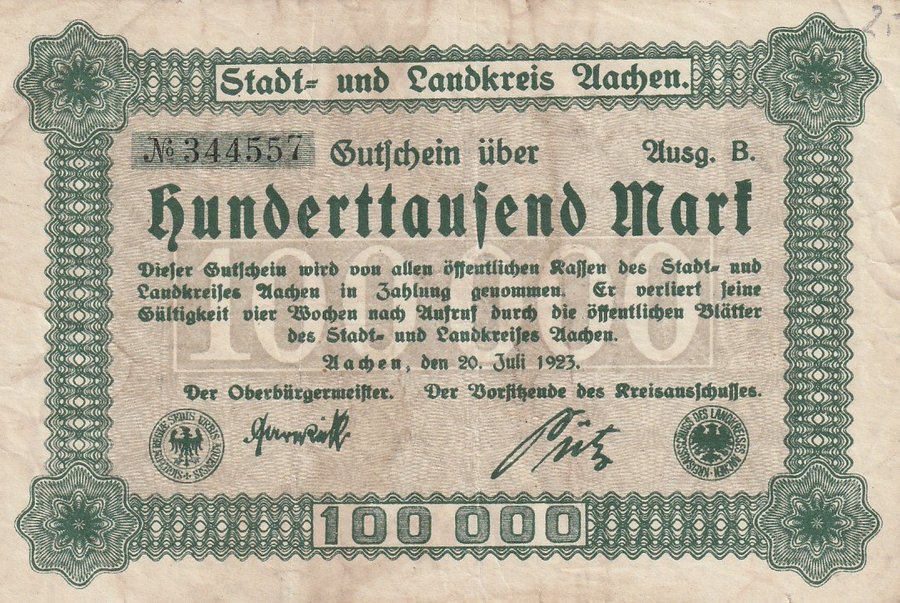 Stadt- und Landkreis Aachen.
№ 344557 Gutschein über Ausg. B.
Hunderttausend Mark
100 000
Dieser Gutschein wird von allen öffentlichen Kassen des Stadt- und
Landkreises Aachen in Zahlung genommen. Er verliert seine
Gültigkeit vier Wochen nach Aufruf durch die öffentlichen Blätter
des Stadt- und Landkreises Aachen.
Aachen, den 20. Juli 1923.
Der Oberbürgermeister. Der Vorsitzende des Kreisausschusses.
100 000